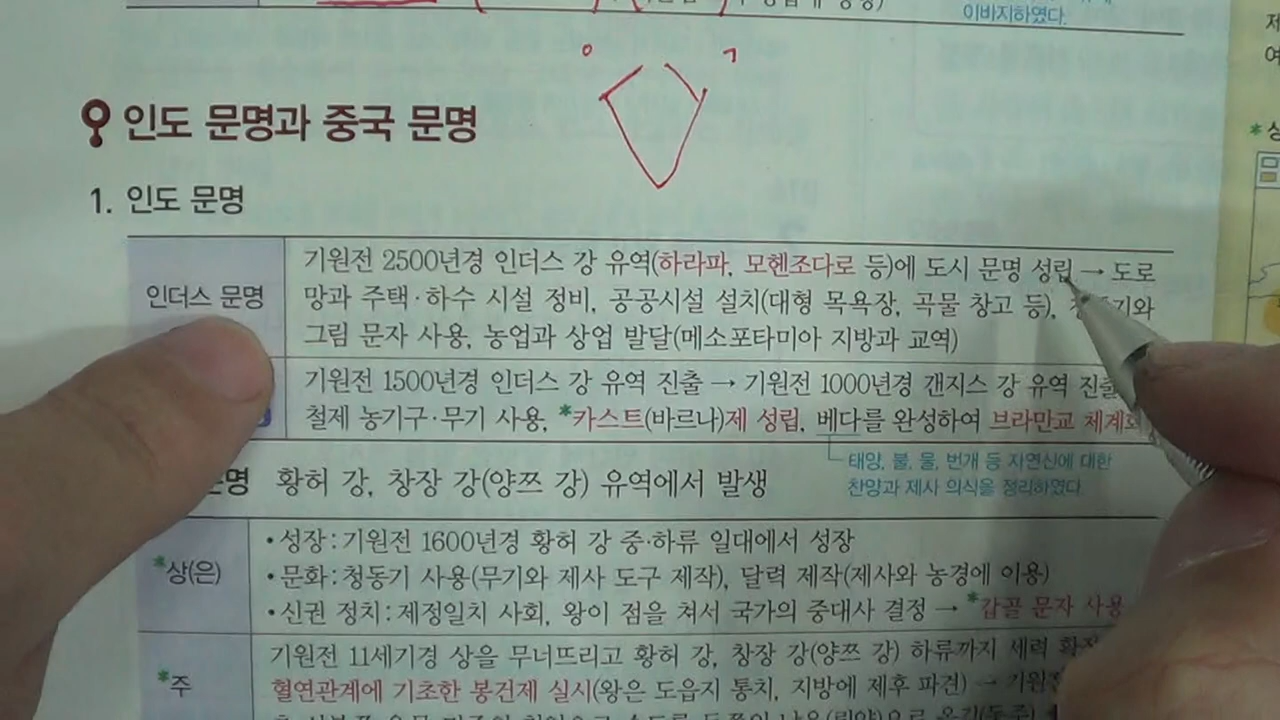 이바지하였다.
인도 문명과 중국 문명
1. 인도 문명
인더스 문명
기원전 2500년경 인더스 강 유역(하라파, 모헨조다로 등)에 도시 문명 성립 → 도로
망과 주택·하수 시설 정비, 공공시설 설치(대형 목욕장, 곡물 창고 등),
그림 문자 사용, 농업과 상업 발달(메소포타미아 지방과 교역)
기원전 1500년경 인더스 강 유역 진출 → 기원전 1000년경 갠지스 강 유역
철제 농기구·무기 사용, *카스트(바르나)제 성립, 베다를 완성하여 브라만교
태양, 불, 물, 번개 등 자연신에 대한
찬양과 제사 의식을 정리하였다.
황허 강, 창장 강(양쯔 강) 유역에서 발생
*상(은)
• 성장: 기원전 1600년경 황허 강 중·하류 일대에서 성장
• 문화: 청동기 사용(무기와 제사 도구 제작), 달력 제작(제사와 농경에 이용)
• 신권 정치: 제정일치 사회, 왕이 점을 쳐서 국가의 중대사 결정 → *갑골 문자 사용
*주
기원전 11세기경 상을 무너뜨리고 황허 강, 창장 강(양쯔 강) 하류까지 세력
혈연관계에 기초한 봉건제 실시(왕은 도읍지 통치, 지방에 제후 파견) →